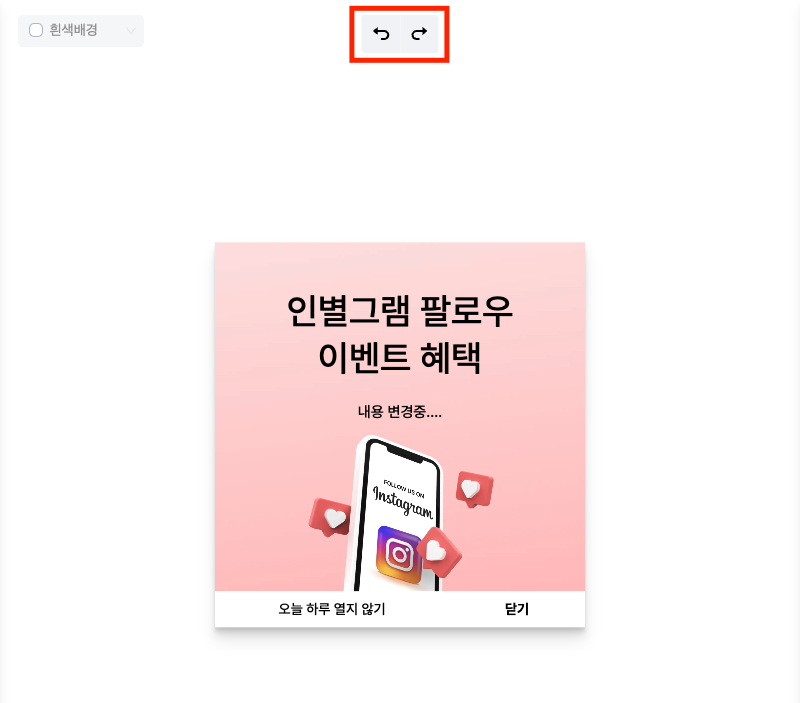 흰색배경
인별그램 팔로우
이벤트 혜택
내용 변경중....
FOLLOW US ON
Instagram
오늘 하루 열지 않기
닫기